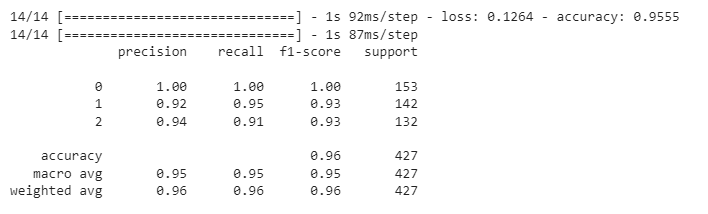 14/14 [==============================] - 1s 92ms/step - loss: 0.1264 - accuracy: 0.9555
14/14 [==============================] - 1s 87ms/step
              precision    recall  f1-score   support

           0       1.00      1.00      1.00       153
           1       0.92      0.95      0.93       142
           2       0.94      0.91      0.93       132

    accuracy                           0.96       427
   macro avg       0.95      0.95      0.95       427
weighted avg       0.96      0.96      0.96       427